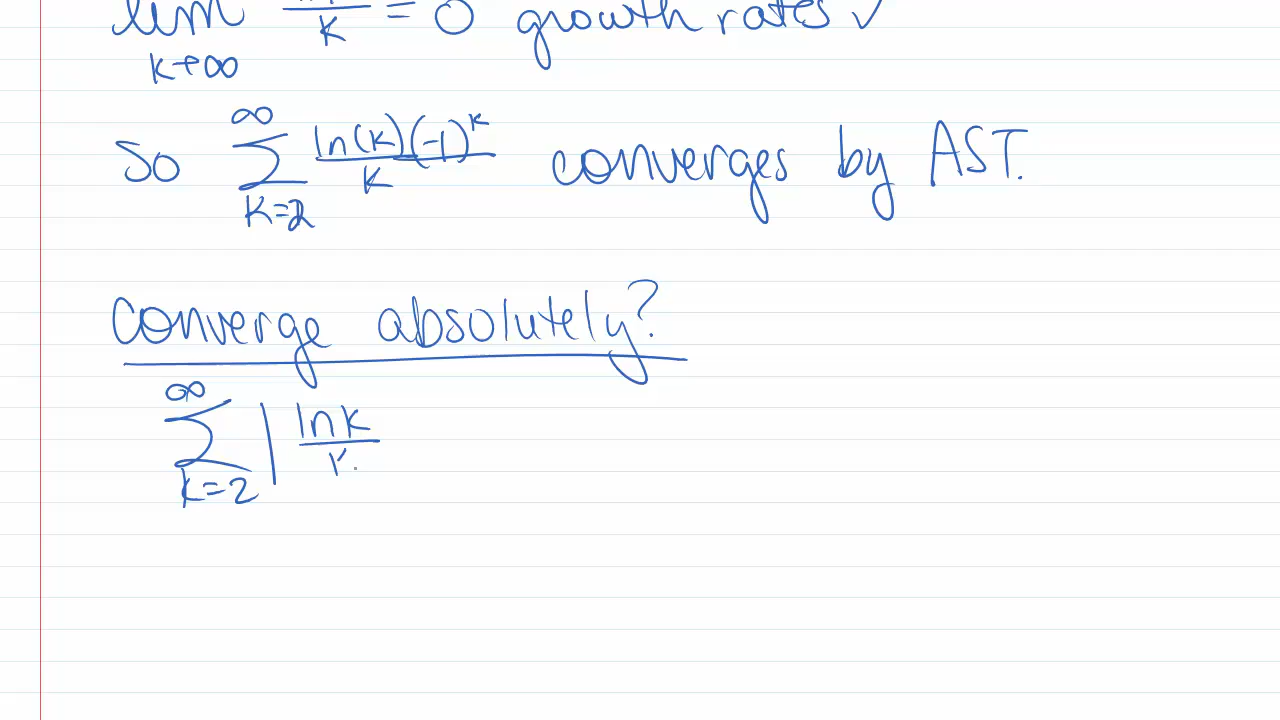 lim /k = 0 growth rates ✓
k→∞
So ∞∑k=2 ln(k)(-1)^k/k converges by AST.
Converge absolutely?
∞∑k=2 | ln k/k